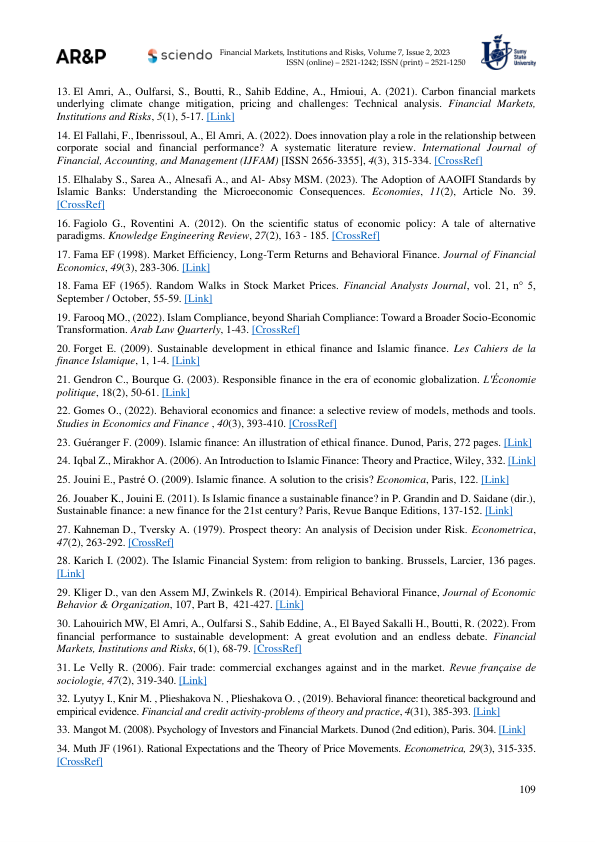 AR&P
sciendo
Financial Markets, Institutions and Risks, Volume 7, Issue 2, 2023
ISSN (online) – 2521-1242; ISSN (print) – 2521-1250
Sumy
State
University
13. El Amri, A., Oulfarsi, S., Boutti, R., Sahib Eddine, A., Hmioui, A. (2021). Carbon financial markets
underlying climate change mitigation, pricing and challenges: Technical analysis. Financial Markets,
Institutions and Risks, 5(1), 5-17. [Link]
14. El Fallahi, F., Ibenrissoul, A., El Amri, A. (2022). Does innovation play a role in the relationship between
corporate social and financial performance? A systematic literature review. International Journal of
Financial, Accounting, and Management (IJFAM) [ISSN 2656-3355], 4(3), 315-334. [CrossRef]
15. Elhalaby S., Sarea A., Alnesafi A., and Al- Absy MSM. (2023). The Adoption of AAOIFI Standards by
Islamic Banks: Understanding the Microeconomic Consequences. Economies, 11(2), Article No. 39.
[CrossRef]
16. Fagiolo G., Roventini A. (2012). On the scientific status of economic policy: A tale of alternative
paradigms. Knowledge Engineering Review, 27(2), 163 - 185. [CrossRef]
17. Fama EF (1998). Market Efficiency, Long-Term Returns and Behavioral Finance. Journal of Financial
Economics, 49(3), 283-306. [Link]
18. Fama EF (1965). Random Walks in Stock Market Prices. Financial Analysts Journal, vol. 21, n° 5,
September / October, 55-59. [Link]
19. Farooq MO., (2022). Islam Compliance, beyond Shariah Compliance: Toward a Broader Socio-Economic
Transformation. Arab Law Quarterly, 1-43. [CrossRef]
20. Forget E. (2009). Sustainable development in ethical finance and Islamic finance. Les Cahiers de la
finance Islamique, 1, 1-4. [Link]
21. Gendron C., Bourque G. (2003). Responsible finance in the era of economic globalization. L'Économie
politique, 18(2), 50-61. [Link]
22. Gomes O., (2022). Behavioral economics and finance: a selective review of models, methods and tools.
Studies in Economics and Finance , 40(3), 393-410. [CrossRef]
23. Guéranger F. (2009). Islamic finance: An illustration of ethical finance. Dunod, Paris, 272 pages. [Link]
24. Iqbal Z., Mirakhor A. (2006). An Introduction to Islamic Finance: Theory and Practice, Wiley, 332. [Link]
25. Jouini E., Pastré O. (2009). Islamic finance. A solution to the crisis? Economica, Paris, 122. [Link]
26. Jouaber K., Jouini E. (2011). Is Islamic finance a sustainable finance? in P. Grandin and D. Saidane (dir.),
Sustainable finance: a new finance for the 21st century? Paris, Revue Banque Editions, 137-152. [Link]
27. Kahneman D., Tversky A. (1979). Prospect theory: An analysis of Decision under Risk. Econometrica,
47(2), 263-292. [CrossRef]
28. Karich I. (2002). The Islamic Financial System: from religion to banking. Brussels, Larcier, 136 pages.
[Link]
29. Kliger D., van den Assem MJ, Zwinkels R. (2014). Empirical Behavioral Finance, Journal of Economic
Behavior & Organization, 107, Part B, 421-427. [Link]
30. Lahouirich MW, El Amri, A., Oulfarsi S., Sahib Eddine, A., El Bayed Sakalli H., Boutti, R. (2022). From
financial performance to sustainable development: A great evolution and an endless debate. Financial
Markets, Institutions and Risks, 6(1), 68-79. [CrossRef]
31. Le Velly R. (2006). Fair trade: commercial exchanges against and in the market. Revue française de
sociologie, 47(2), 319-340. [Link]
32. Lyutyy I., Knir M. , Plieshakova N. , Plieshakova O. , (2019). Behavioral finance: theoretical background and
empirical evidence. Financial and credit activity-problems of theory and practice, 4(31), 385-393. [Link]
33. Mangot M. (2008). Psychology of Investors and Financial Markets. Dunod (2nd edition), Paris. 304. [Link]
34. Muth JF (1961). Rational Expectations and the Theory of Price Movements. Econometrica, 29(3), 315-335.
[CrossRef]
109